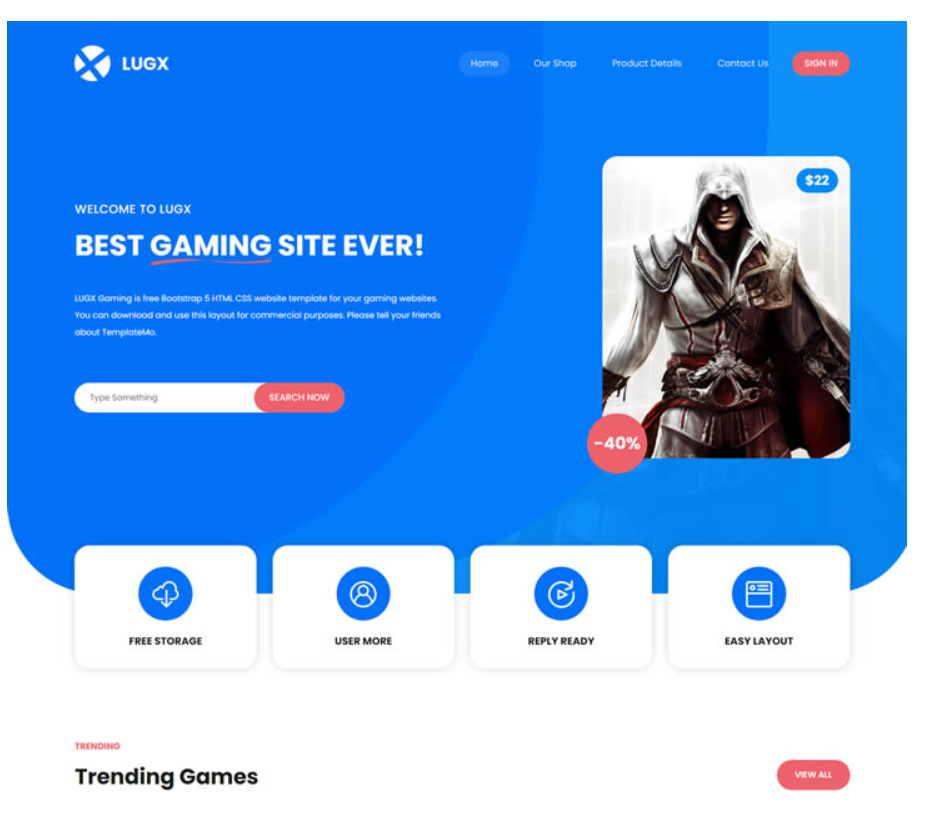 LUGX
Home Our Shop Product Details Contact Us SIGN IN
$22
WELCOME TO LUGX
BEST GAMING SITE EVER!
LUGX Gaming is free Bootstrap 5 HTML CSS website template for your gaming websites.
You can download and use this layout for commercial purposes. Please tell your friends
about TemplateMo.
Type Something SEARCH NOW
-40%
FREE STORAGE USER MORE REPLY READY EASY LAYOUT
TRENDING
Trending Games VIEW ALL